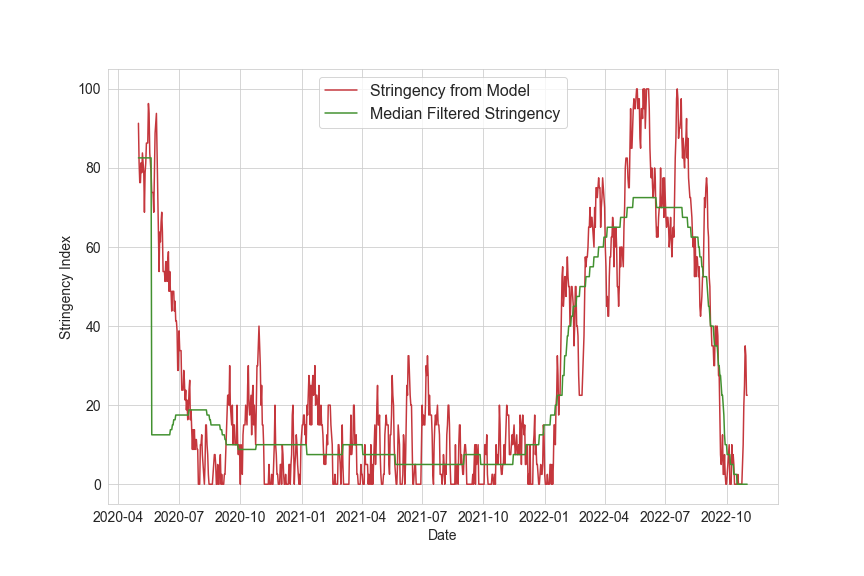 Stringency from Model
Median Filtered Stringency
100
80
60
40
20
0
Stringency Index
2020-04 2020-07 2020-10 2021-01 2021-04 2021-07 2021-10 2022-01 2022-04 2022-07 2022-10
Date